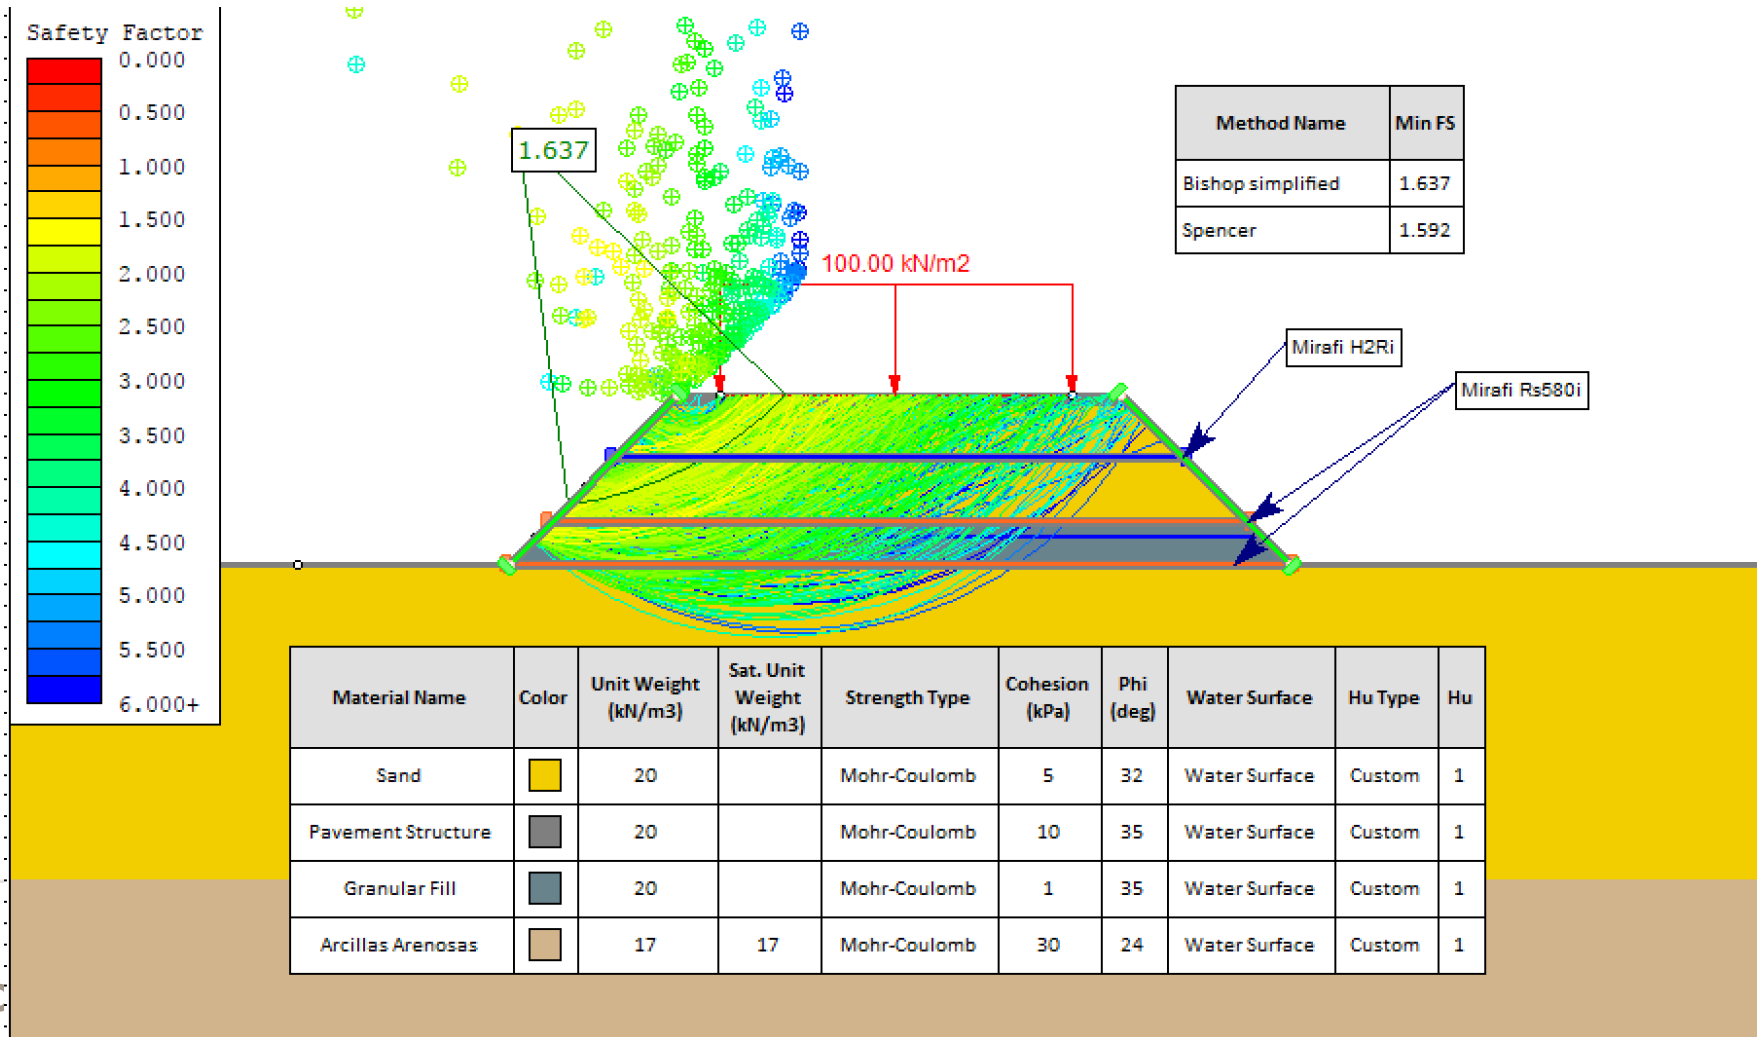 Safety Factor
0.000
0.500
1.000
1.500
2.000
2.500
3.000
3.500
4.000
4.500
5.000
5.500
6.000+
1.637
100.00 kN/m2
Method Name Min FS
Bishop simplified 1.637
Spencer 1.592
Mirafi H2Ri
Mirafi Rs580i
Material Name Color Unit Weight (kN/m3) Sat. Unit Weight (kN/m3) Strength Type Cohesion (kPa) Phi (deg) Water Surface Hu Type Hu
Sand 20 Mohr-Coulomb 5 32 Water Surface Custom 1
Pavement Structure 20 Mohr-Coulomb 10 35 Water Surface Custom 1
Granular Fill 20 Mohr-Coulomb 1 35 Water Surface Custom 1
Arcillas Arenosas 17 17 Mohr-Coulomb 30 24 Water Surface Custom 1